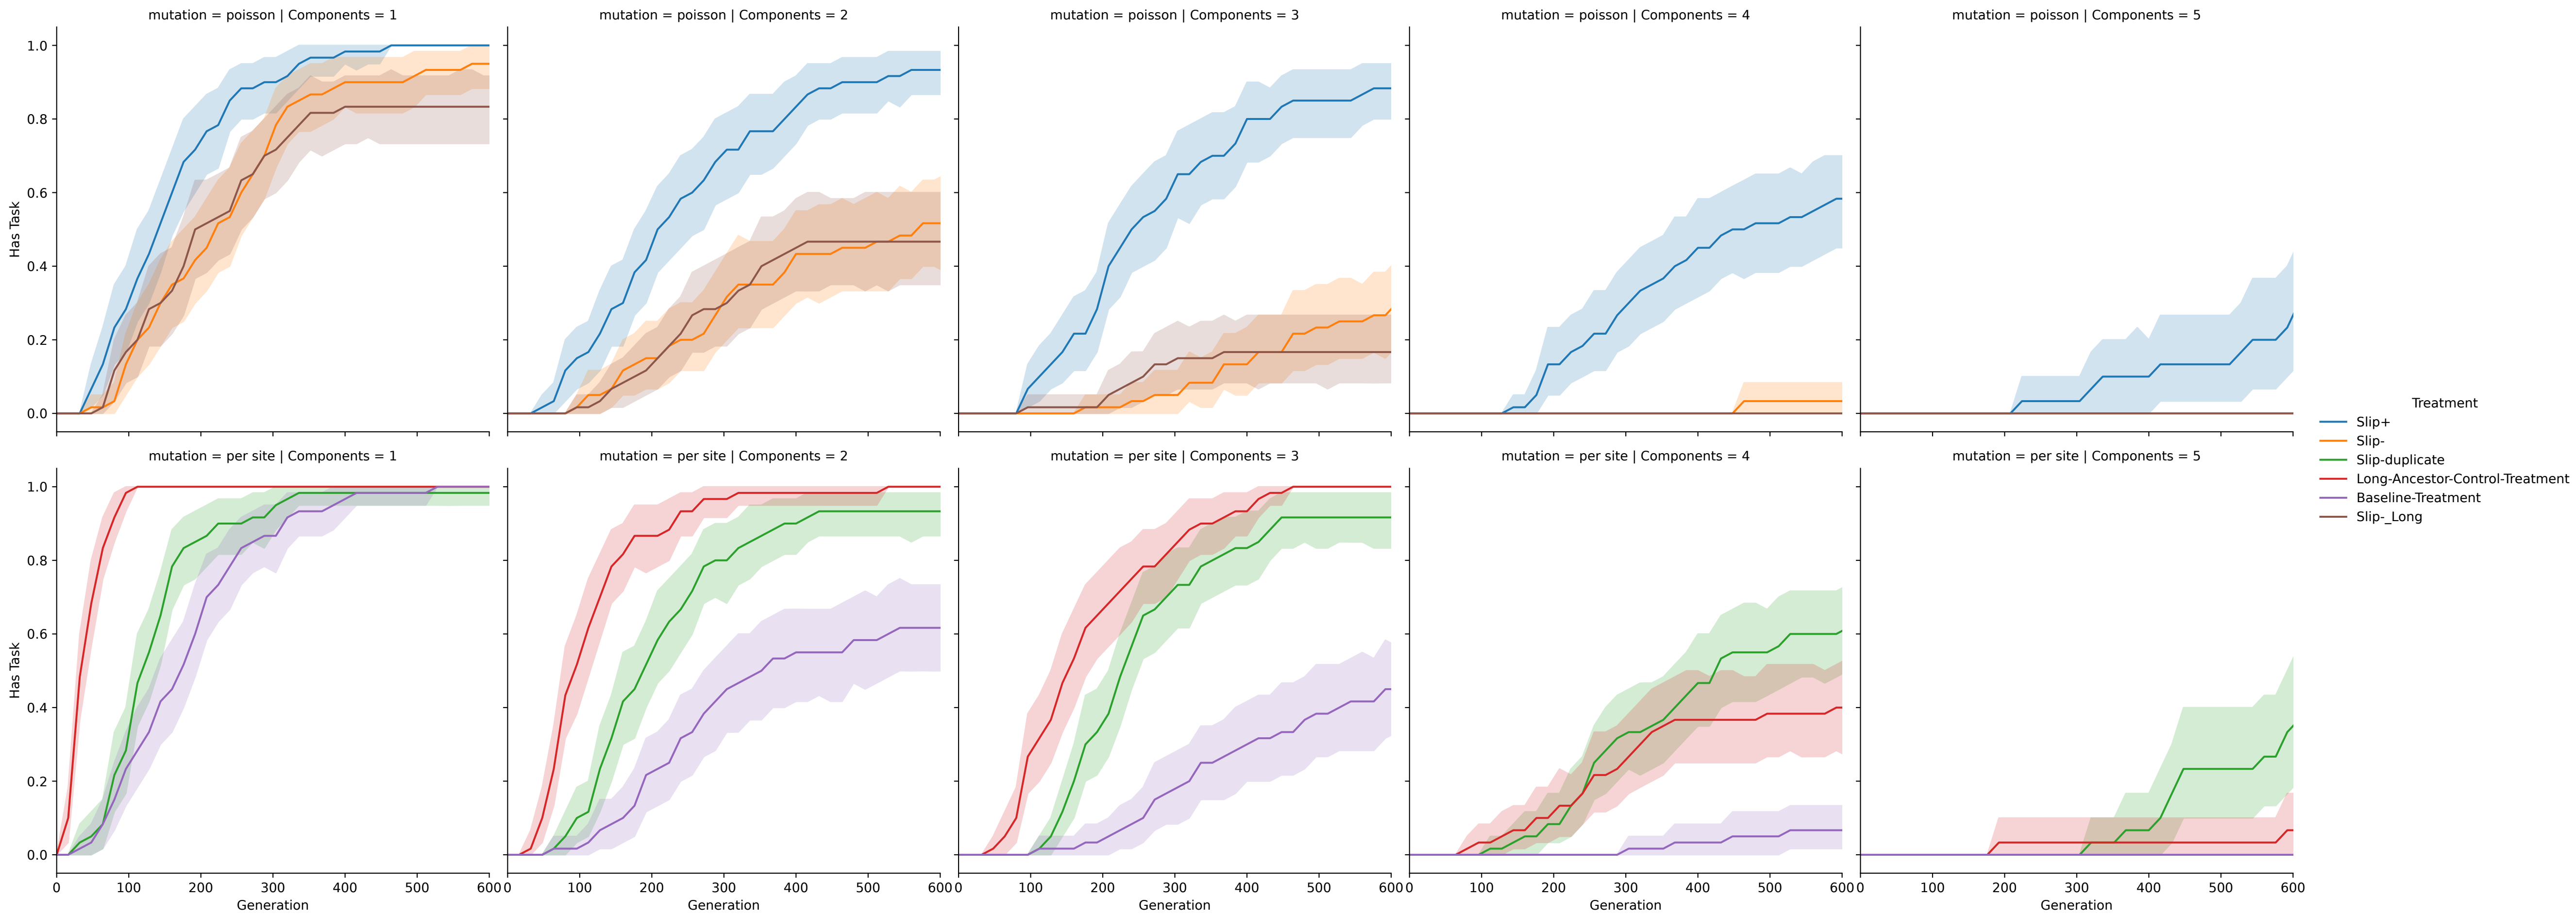 mutation = poisson | Components = 1
mutation = poisson | Components = 2
mutation = poisson | Components = 3
mutation = poisson | Components = 4
mutation = poisson | Components = 5
1.0
0.8
0.6
0.4
0.2
0.0
Has Task
mutation = per site | Components = 1
mutation = per site | Components = 2
mutation = per site | Components = 3
mutation = per site | Components = 4
mutation = per site | Components = 5
1.0
0.8
0.6
0.4
0.2
0.0
Has Task
0 100 200 300 400 500 600
0 100 200 300 400 500 600
0 100 200 300 400 500 600
0 100 200 300 400 500 600
0 100 200 300 400 500 600
Generation
Generation
Generation
Generation
Generation
Treatment
Slip+
Slip-
Slip-duplicate
Long-Ancestor-Control-Treatment
Baseline-Treatment
Slip-_Long